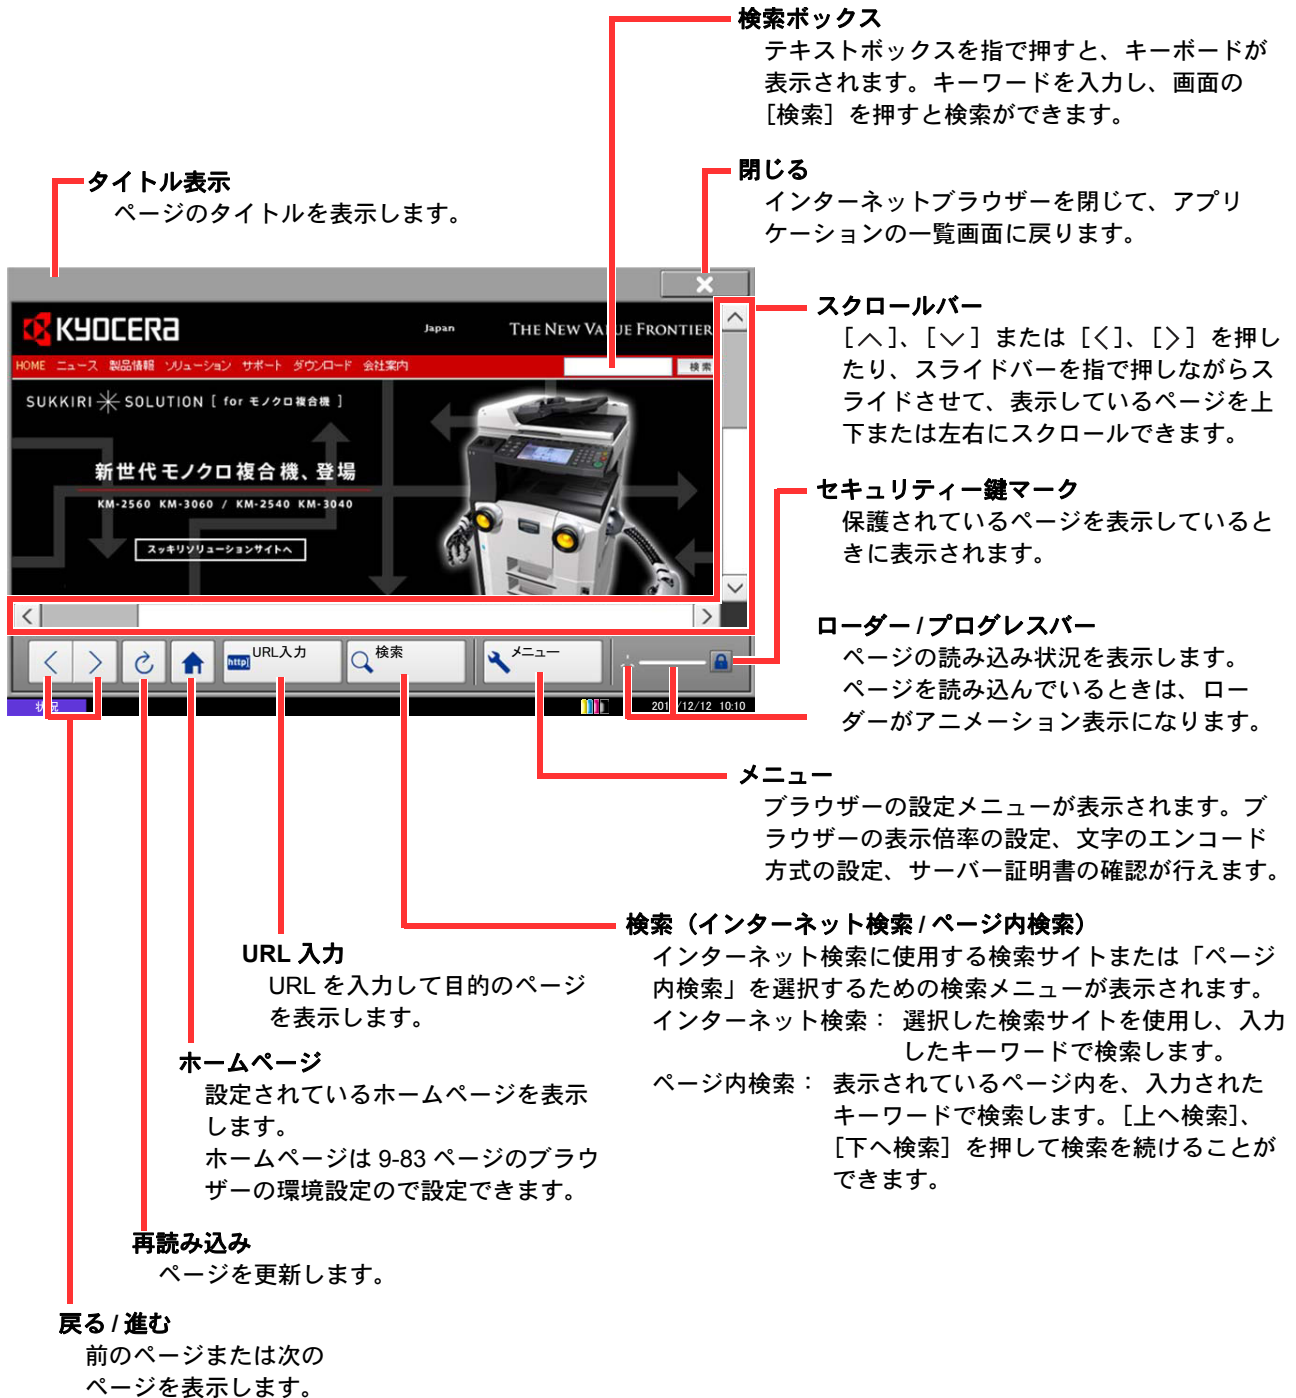 検索ボックス
テキストボックスを指で押すと、キーボードが
表示されます。キーワードを入力し、画面の
［検索］を押すと検索ができます。
タイトル表示
ページのタイトルを表示します。
閉じる
インターネットブラウザーを閉じて、アプリ
ケーションの一覧画面に戻ります。
KYOCERA
Japan
THE NEW VALUE FRONTIER
HOME ニュース 製品情報 ソリューション サポート ダウンロード 会社案内
検索
SUKKIRI SOLUTION [ for モノクロ複合機 ]
新世代モノクロ複合機、登場
KM-2560 KM-3060 / KM-2540 KM-3040
スッキリソリューションサイトへ
スクロールバー
［︿］、［﹀］または［〈］、［〉］を押し
たり、スライドバーを指で押しながらス
ライドさせて、表示しているページを上
下または左右にスクロールできます。
セキュリティー鍵マーク
保護されているページを表示していると
きに表示されます。
ローダー / プログレスバー
ページの読み込み状況を表示します。
ページを読み込んでいるときは、ロー
ダーがアニメーション表示になります。
http URL入力
検索
メニュー
状況
12/12 10:10
メニュー
ブラウザーの設定メニューが表示されます。ブ
ラウザーの表示倍率の設定、文字のエンコード
方式の設定、サーバー証明書の確認が行えます。
検索（インターネット検索 / ページ内検索）
インターネット検索に使用する検索サイトまたは「ページ
内検索」を選択するための検索メニューが表示されます。
インターネット検索： 選択した検索サイトを使用し、入力
したキーワードで検索します。
ページ内検索： 表示されているページ内を、入力された
キーワードで検索します。［上へ検索］、
［下へ検索］を押して検索を続けることが
できます。
URL 入力
URL を入力して目的のページ
を表示します。
ホームページ
設定されているホームページを表示
します。
ホームページは 9-83 ページのブラウ
ザーの環境設定ので設定できます。
再読み込み
ページを更新します。
戻る / 進む
前のページまたは次の
ページを表示します。